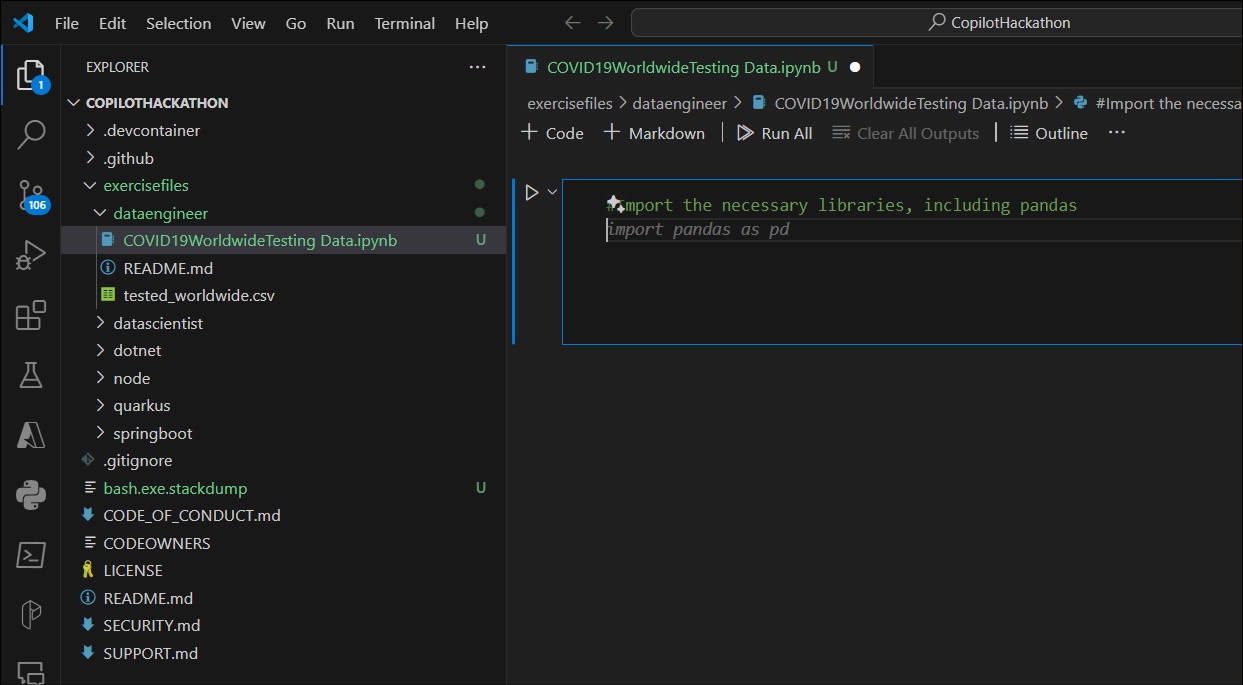 File Edit Selection View Go Run Terminal Help CopilotHackathon
EXPLORER
COPILOTHACKATHON
.devcontainer
.github
exercisefiles
dataengineer
COVID19WorldwideTesting Data.ipynb U
README.md
tested_worldwide.csv
datascientist
dotnet
node
quarkus
springboot
.gitignore
bash.exe.stackdump U
CODE_OF_CONDUCT.md
CODEOWNERS
LICENSE
README.md
SECURITY.md
SUPPORT.md
1
106
COVID19WorldwideTesting Data.ipynb U
exercisefiles > dataengineer > COVID19WorldwideTesting Data.ipynb > #Import the necessa
+ Code + Markdown Run All Clear All Outputs Outline ...
#Import the necessary libraries, including pandas
import pandas as pd